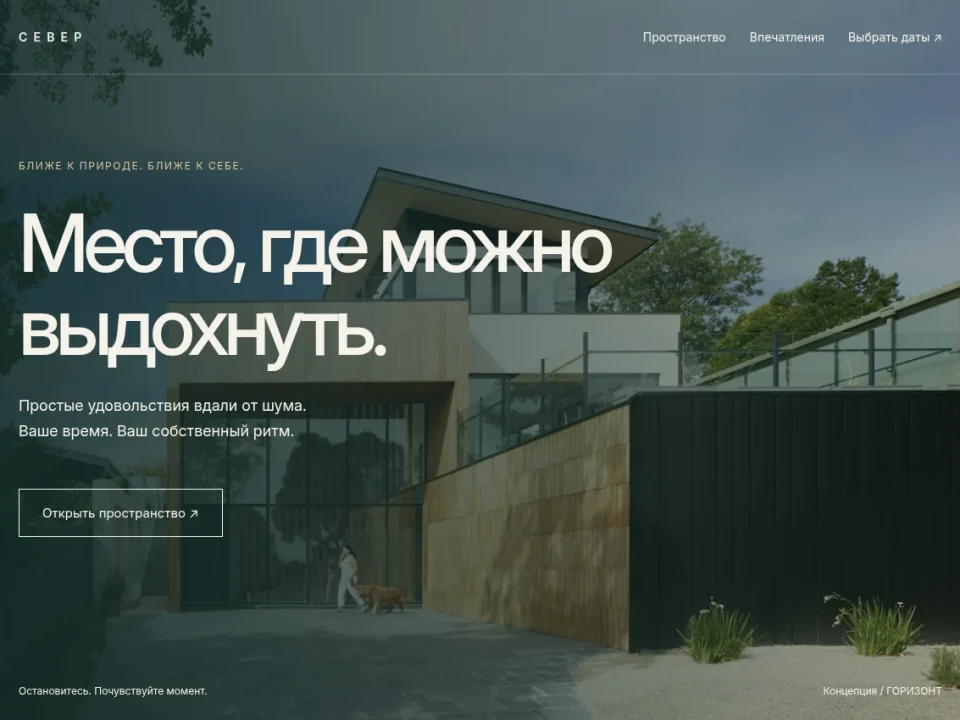 СЕВЕР
Пространство Впечатления Выбрать даты ↗
БЛИЖЕ К ПРИРОДЕ. БЛИЖЕ К СЕБЕ.
Место, где можно
выдохнуть.
Простые удовольствия вдали от шума.
Ваше время. Ваш собственный ритм.
Открыть пространство ↗
Остановитесь. Почувствуйте момент.
Концепция / ГОРИЗОНТ